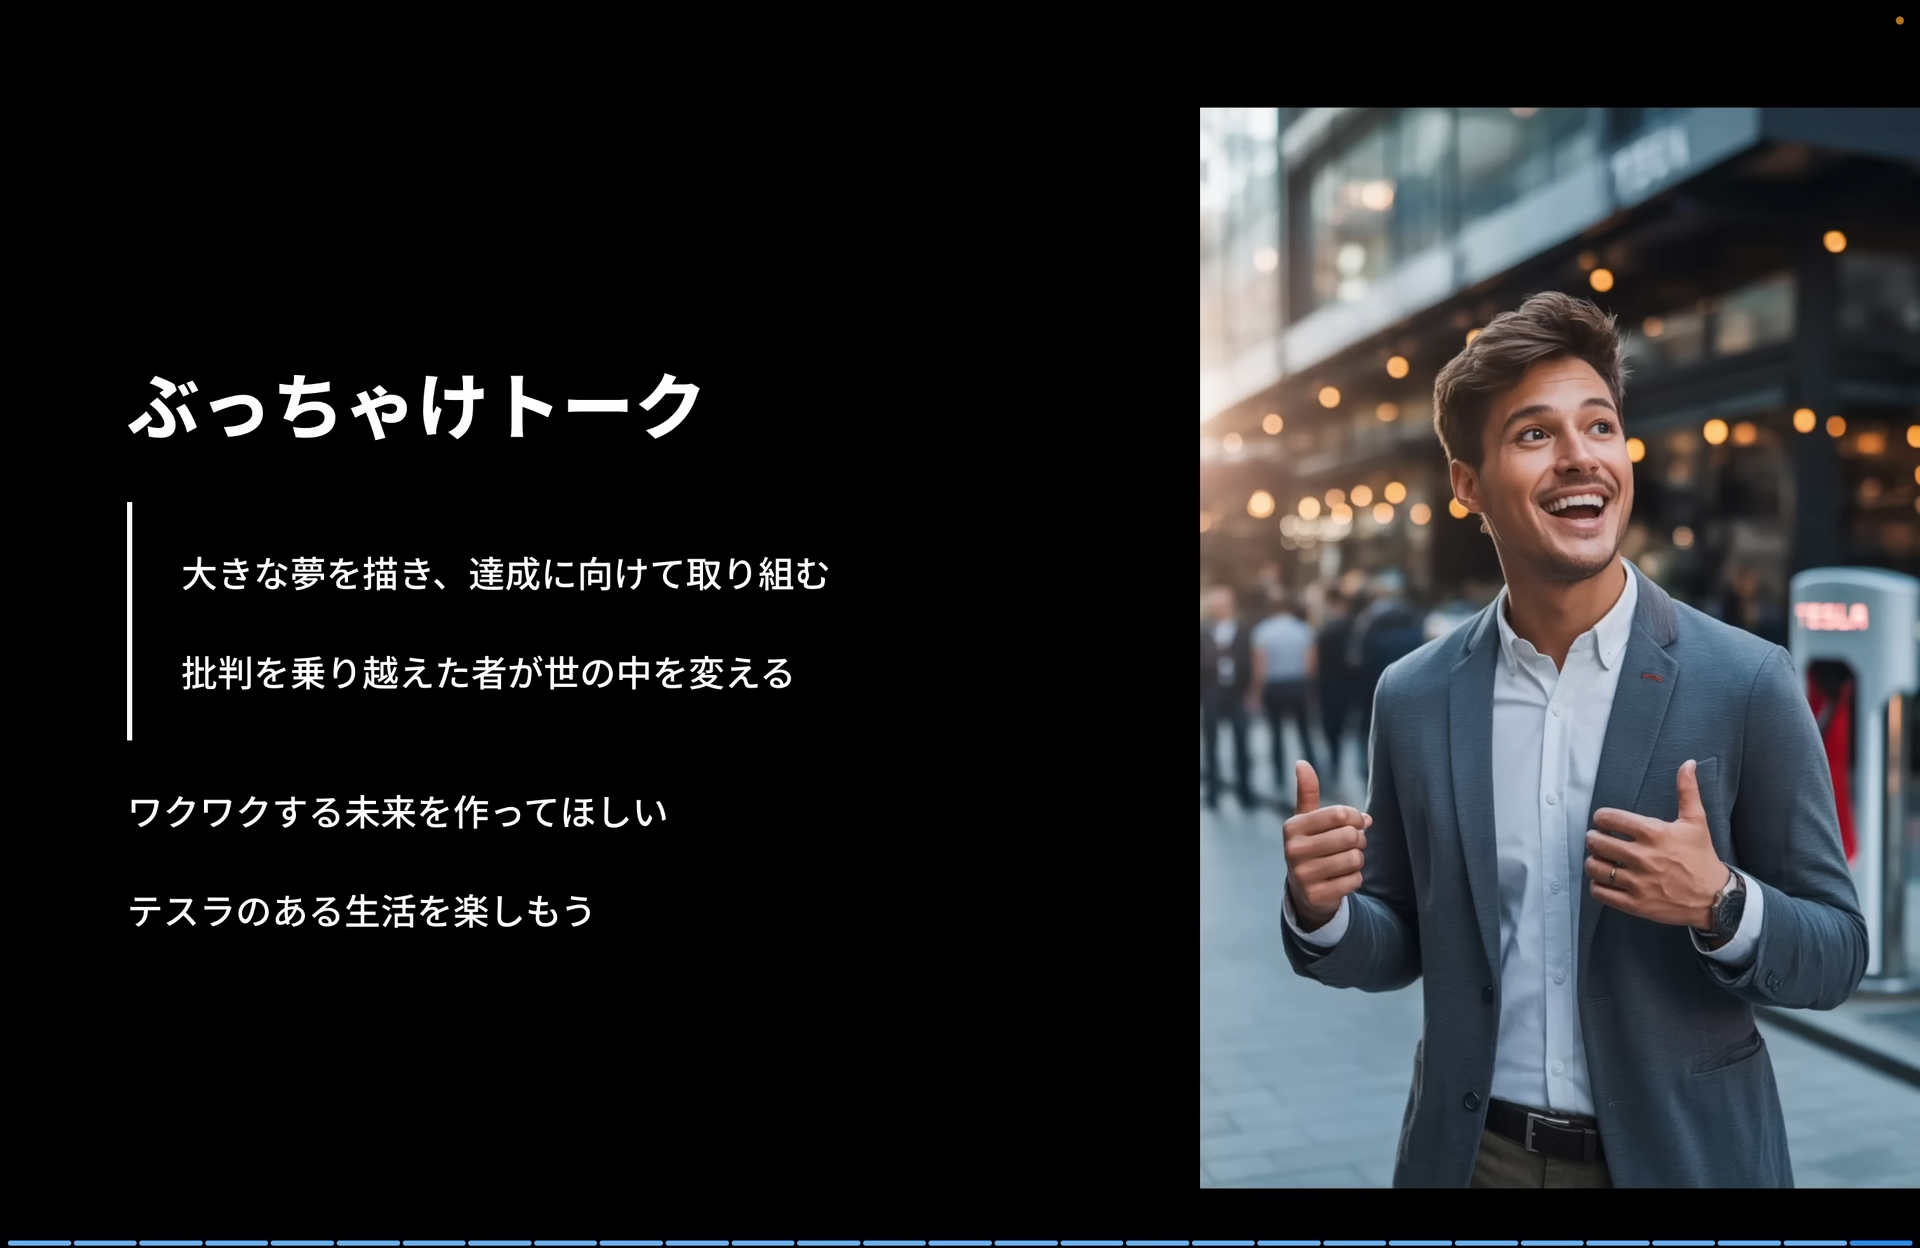 ぶっちゃけトーク
大きな夢を描き、達成に向けて取り組む
批判を乗り越えた者が世の中を変える
ワクワクする未来を作ってほしい
テスラのある生活を楽しもう
TESLA